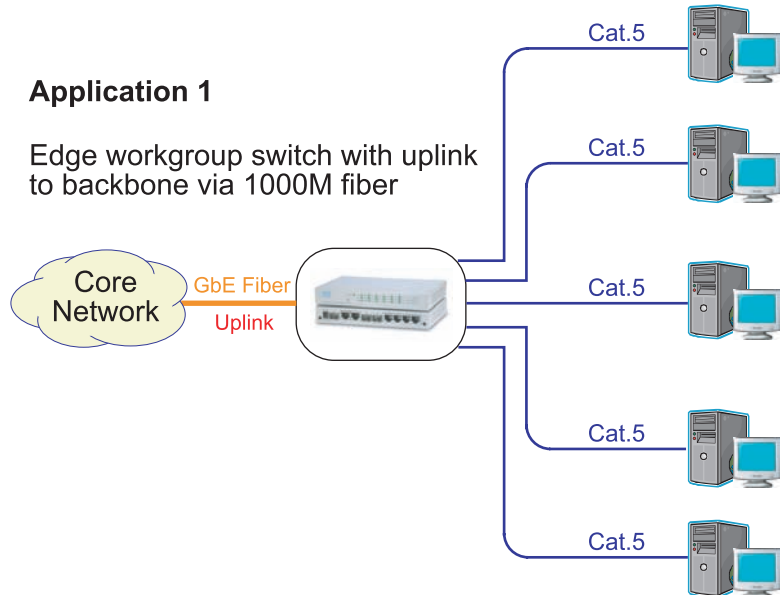 Application 1
Edge workgroup switch with uplink
to backbone via 1000M fiber
Core
Network
GbE Fiber
Uplink
Cat.5
Cat.5
Cat.5
Cat.5
Cat.5